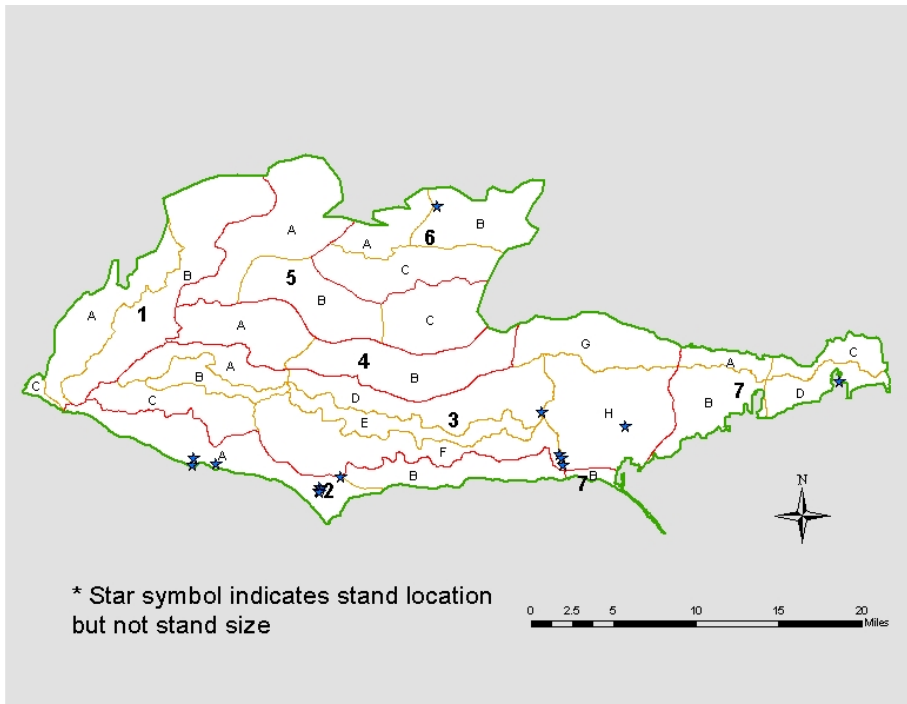 A
B
6
A
C
5
B
A
1
B
C
A
G
4
B
A
C
A
B
C
D
3
E
F
H
B
7
D
A
B
2
B
7
N
* Star symbol indicates stand location
but not stand size
0 2.5 5 10 15 20
Miles